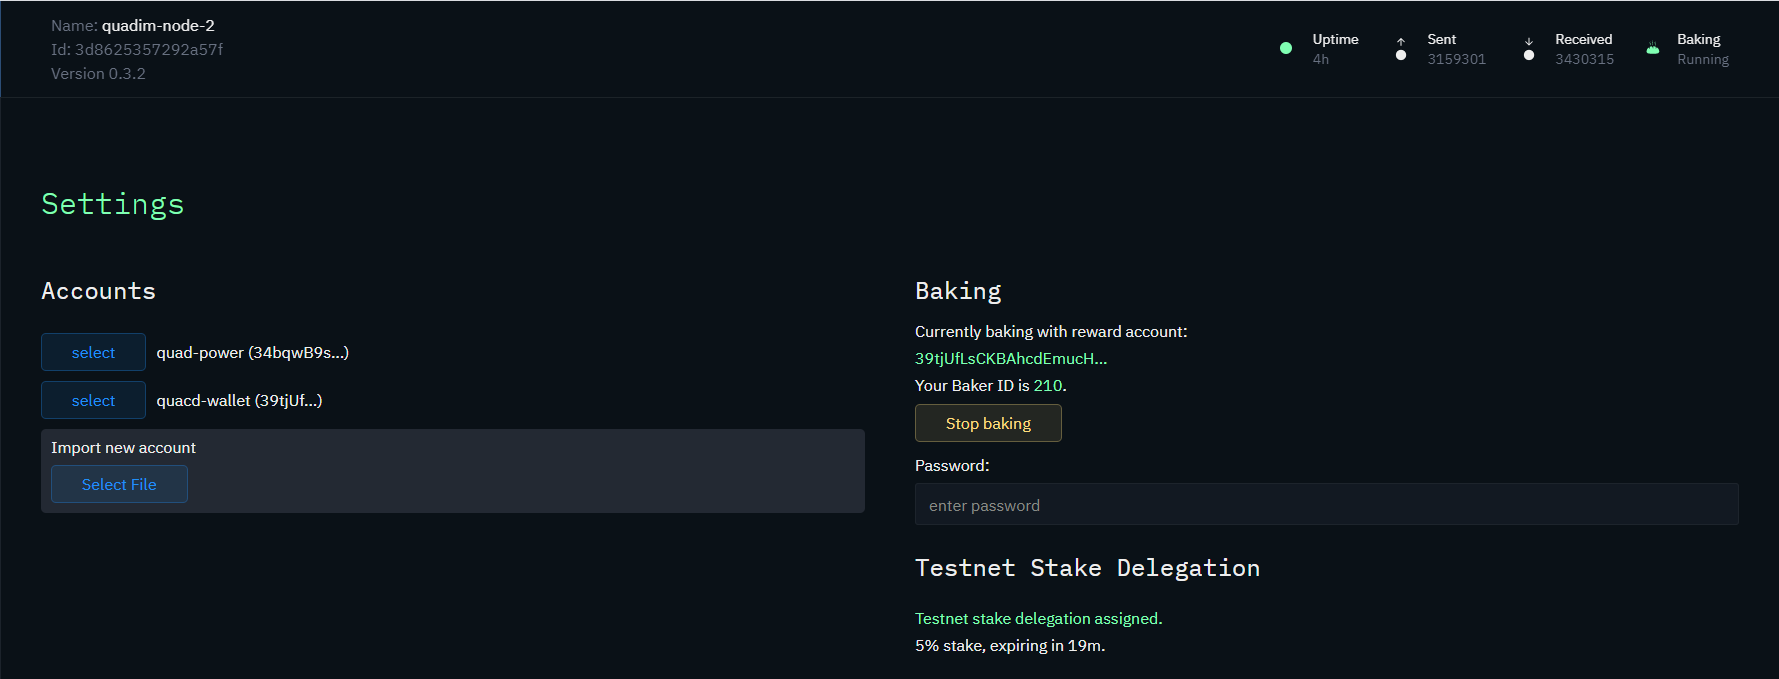 Name: quadim-node-2
Id: 3d8625357292a57f
Version 0.3.2
Uptime
4h
Sent
3159301
Received
3430315
Baking
Running
Settings
Accounts
select quad-power (34bqwB9s...)
select quacd-wallet (39tjUf...)
Import new account
Select File
Baking
Currently baking with reward account:
39tjUfLsCKBAhcdEmucH...
Your Baker ID is 210.
Stop baking
Password:
enter password
Testnet Stake Delegation
Testnet stake delegation assigned.
5% stake, expiring in 19m.